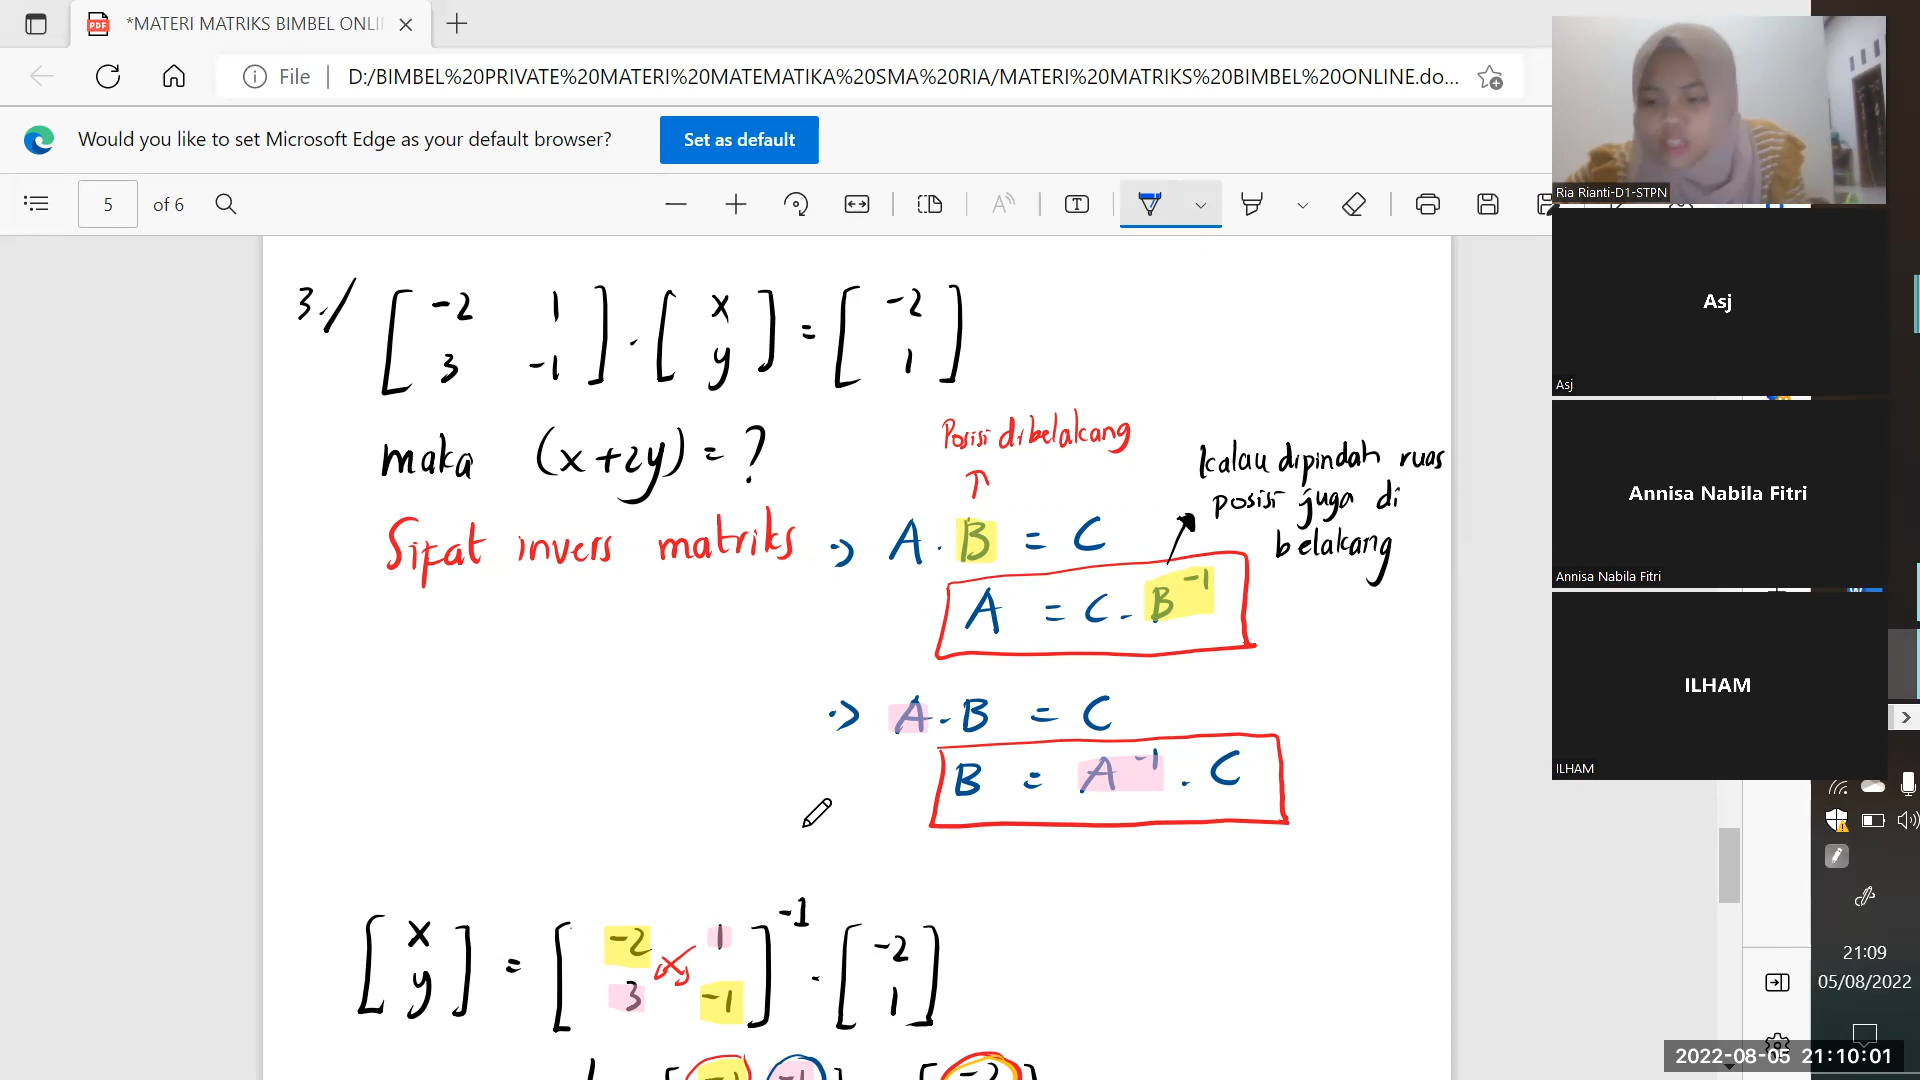 *MATERI MATRIKS BIMBEL ONLI
File
D:/BIMBEL%20PRIVATE%20MATERI%20MATEMATIKA%20SMA%20RIA/MATERI%20MATRIKS%20BIMBEL%20ONLINE.do...
Would you like to set Microsoft Edge as your default browser?
Set as default
5 of 6
3./ [ -2 1 ; 3 -1 ] . [ x ; y ] = [ -2 ; 1 ]
maka (x+2y) = ?
Posisi dibelakang
kalau dipindah ruas
posisi juga di
belakang
Sifat invers matriks
A . B = C
A = C . B⁻¹
A . B = C
B = A⁻¹ . C
[ x ; y ] = [ -2 1 ; 3 -1 ]⁻¹ . [ -2 ; 1 ]
-1 -1
-2
Ria Rianti-D1-STPN
Asj
Asj
Annisa Nabila Fitri
Annisa Nabila Fitri
ILHAM
ILHAM
21:09
05/08/2022
2022-08-05 21:10:01